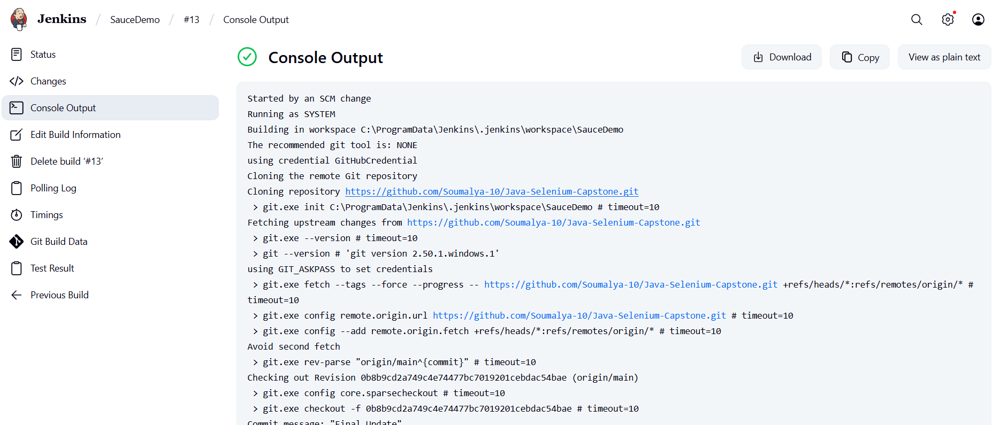 Jenkins / SauceDemo / #13 / Console Output
Status
Changes
Console Output
Edit Build Information
Delete build ‘#13’
Polling Log
Timings
Git Build Data
Test Result
Previous Build
Console Output
Download
Copy
View as plain text
Started by an SCM change
Running as SYSTEM
Building in workspace C:\ProgramData\Jenkins\.jenkins\workspace\SauceDemo
The recommended git tool is: NONE
using credential GitHubCredential
Cloning the remote Git repository
Cloning repository https://github.com/Soumalya-10/Java-Selenium-Capstone.git
 > git.exe init C:\ProgramData\Jenkins\.jenkins\workspace\SauceDemo # timeout=10
Fetching upstream changes from https://github.com/Soumalya-10/Java-Selenium-Capstone.git
 > git.exe --version # timeout=10
 > git --version # 'git version 2.50.1.windows.1'
using GIT_ASKPASS to set credentials
 > git.exe fetch --tags --force --progress -- https://github.com/Soumalya-10/Java-Selenium-Capstone.git +refs/heads/*:refs/remotes/origin/* #
timeout=10
 > git.exe config remote.origin.url https://github.com/Soumalya-10/Java-Selenium-Capstone.git # timeout=10
 > git.exe config --add remote.origin.fetch +refs/heads/*:refs/remotes/origin/* # timeout=10
Avoid second fetch
 > git.exe rev-parse "origin/main^{commit}" # timeout=10
Checking out Revision 0b8b9cd2a749c4e74477bc7019201cebdac54bae (origin/main)
 > git.exe config core.sparsecheckout # timeout=10
 > git.exe checkout -f 0b8b9cd2a749c4e74477bc7019201cebdac54bae # timeout=10
Commit message: "Final Update"